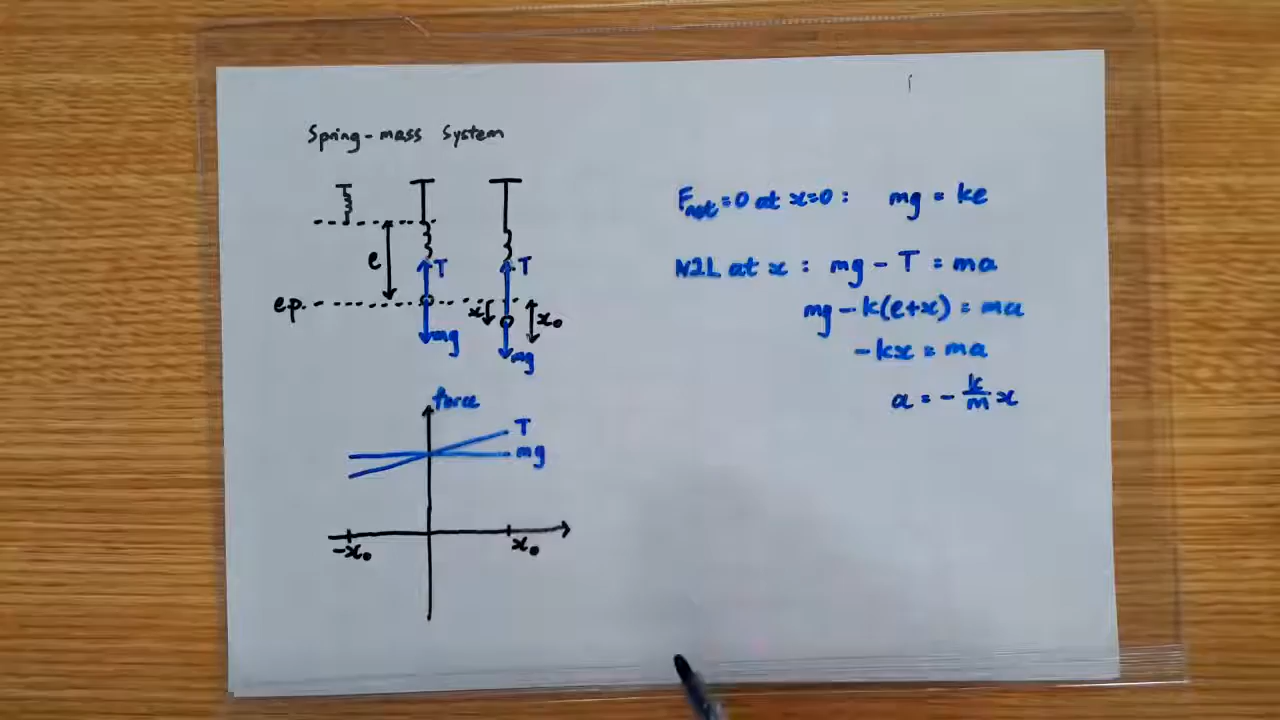 Spring-mass System
e
T
T
e.p.
x
x₀
mg
mg
force
T
mg
-x₀
x₀
Fnet=0 at x=0: mg = ke
N2L at x: mg - T = ma
mg - k(e+x) = ma
-kx = ma
a = - k/m x